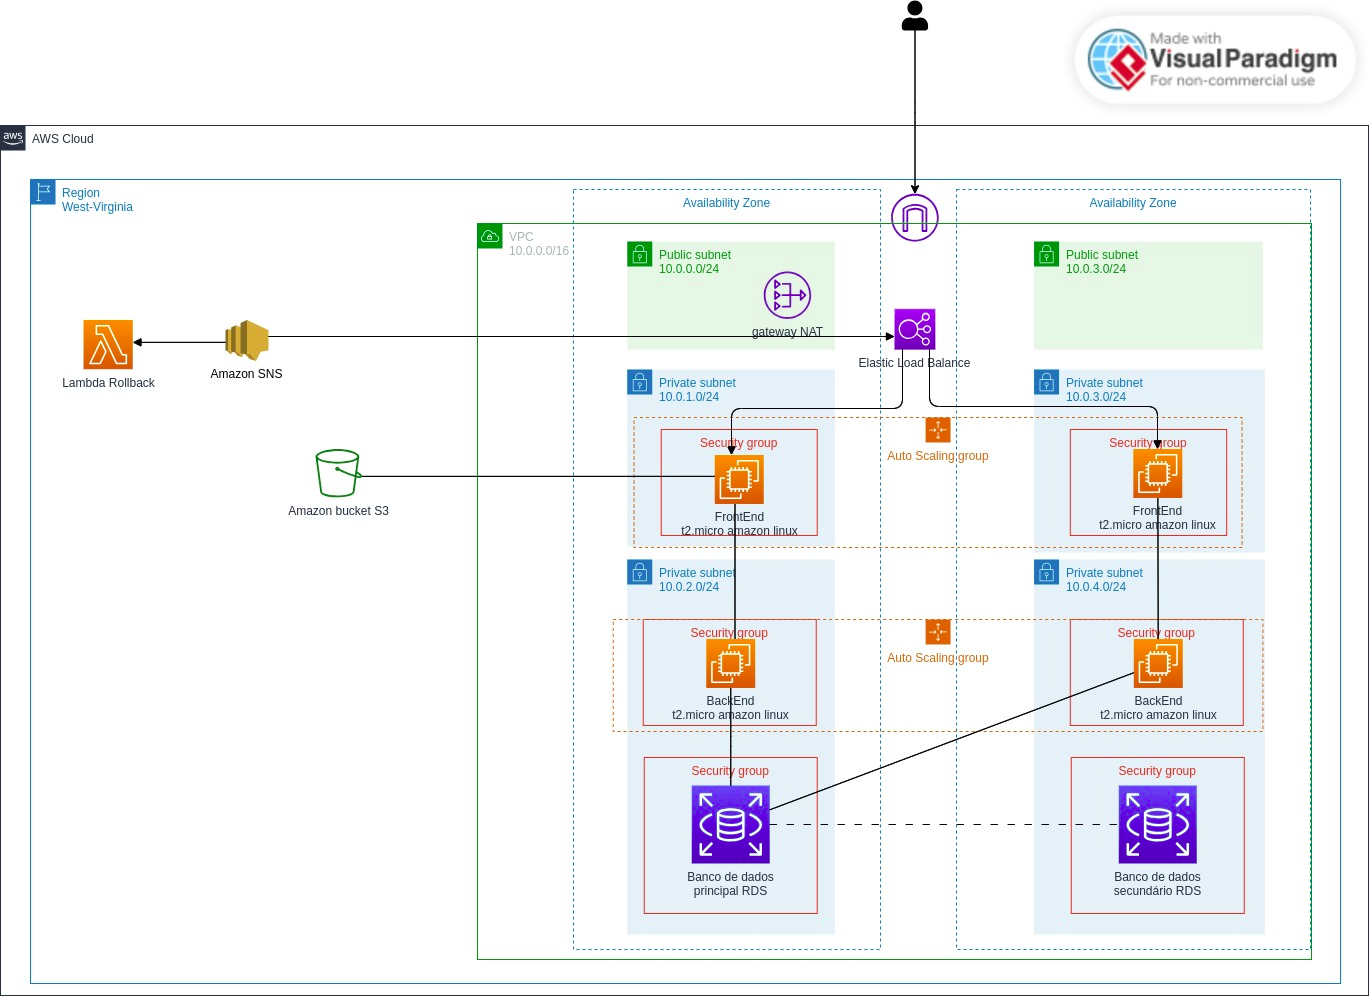 Made with
Visual Paradigm
For non-commercial use
aws
AWS Cloud
Region
West-Virginia
Availability Zone
Availability Zone
VPC
10.0.0.0/16
Public subnet
10.0.0.0/24
Public subnet
10.0.3.0/24
gateway NAT
Elastic Load Balance
Lambda Rollback
Amazon SNS
Private subnet
10.0.1.0/24
Private subnet
10.0.3.0/24
Security group
Security group
Auto Scaling group
Amazon bucket S3
FrontEnd
t2.micro amazon linux
FrontEnd
t2.micro amazon linux
Private subnet
10.0.2.0/24
Private subnet
10.0.4.0/24
Security group
Security group
Auto Scaling group
BackEnd
t2.micro amazon linux
BackEnd
t2.micro amazon linux
Security group
Security group
Banco de dados
principal RDS
Banco de dados
secundário RDS